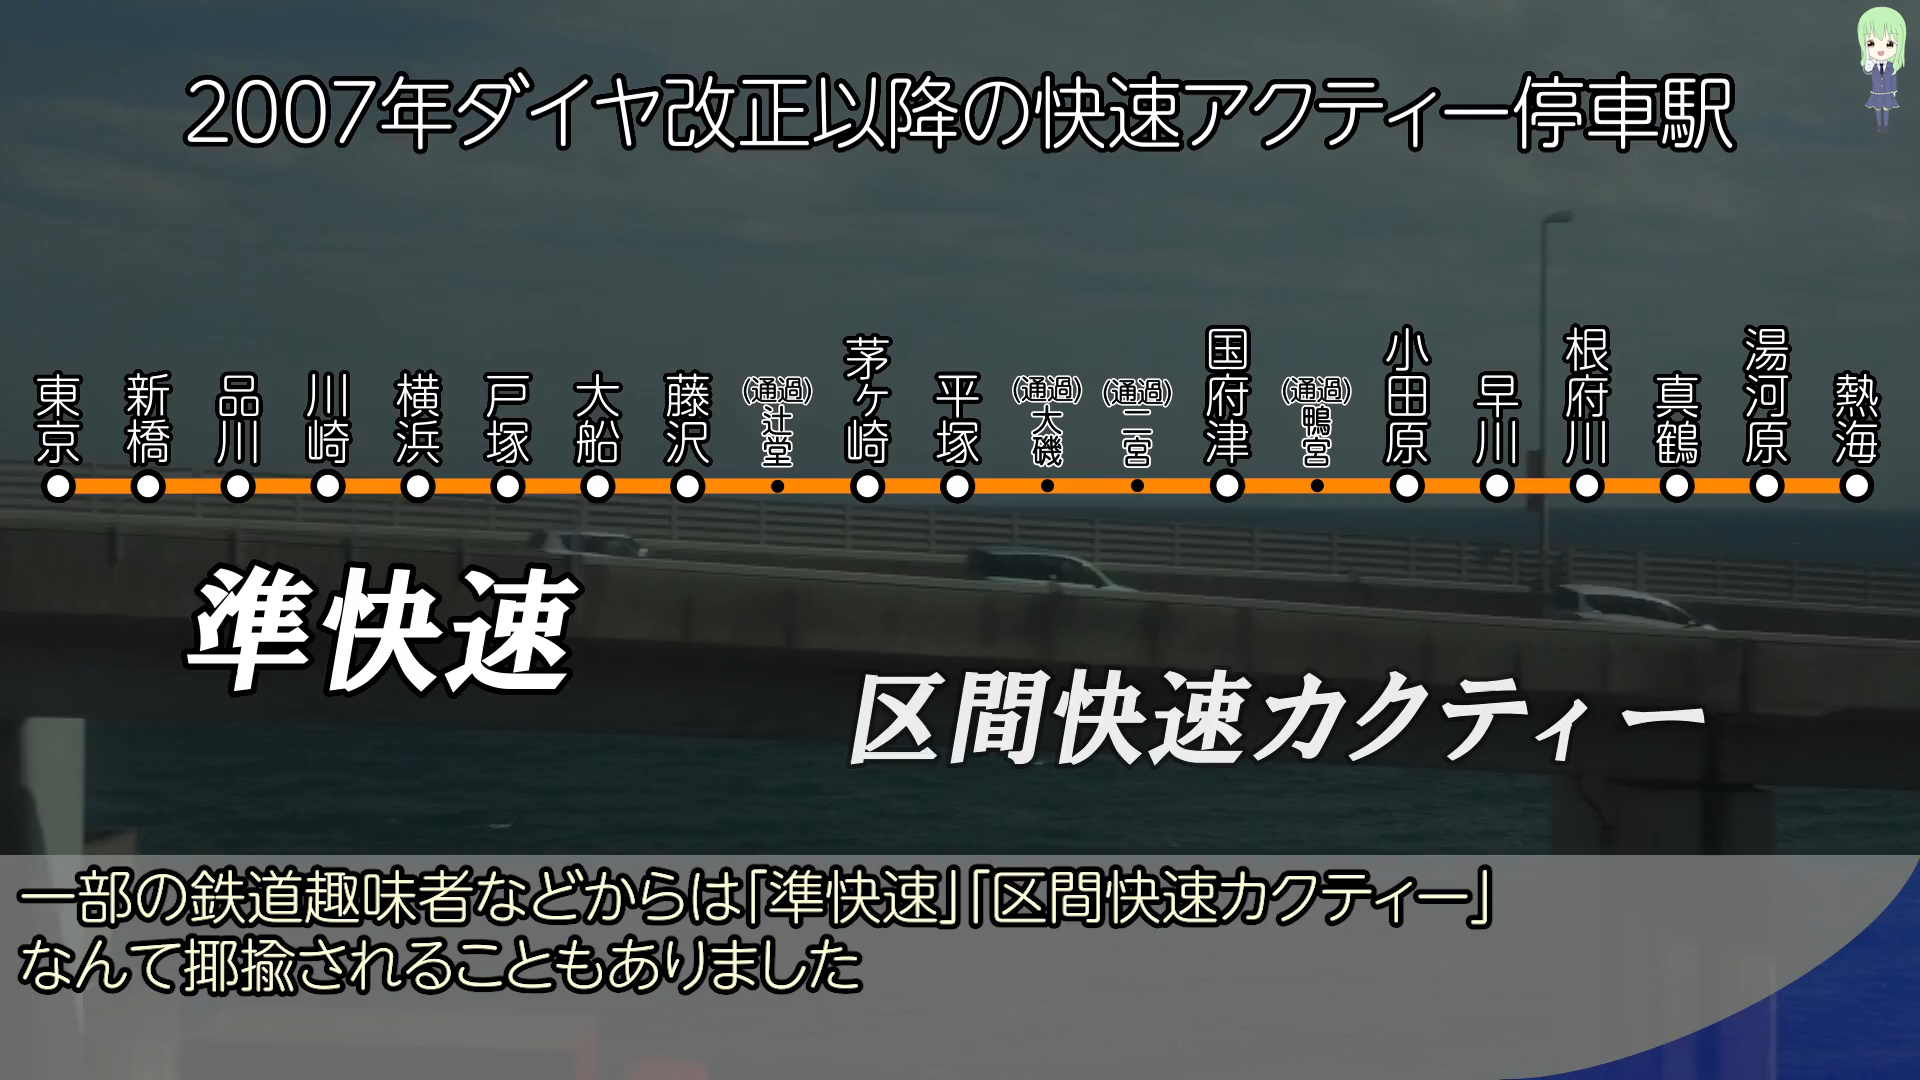 2007年ダイヤ改正以降の快速アクティー停車駅
東京
新橋
品川
川崎
横浜
戸塚
大船
藤沢
(通過)辻堂
茅ヶ崎
平塚
(通過)大磯
(通過)二宮
国府津
(通過)鴨宮
小田原
早川
根府川
真鶴
湯河原
熱海
準快速
区間快速カクティー
一部の鉄道趣味者などからは「準快速」「区間快速カクティー」
なんて揶揄されることもありました